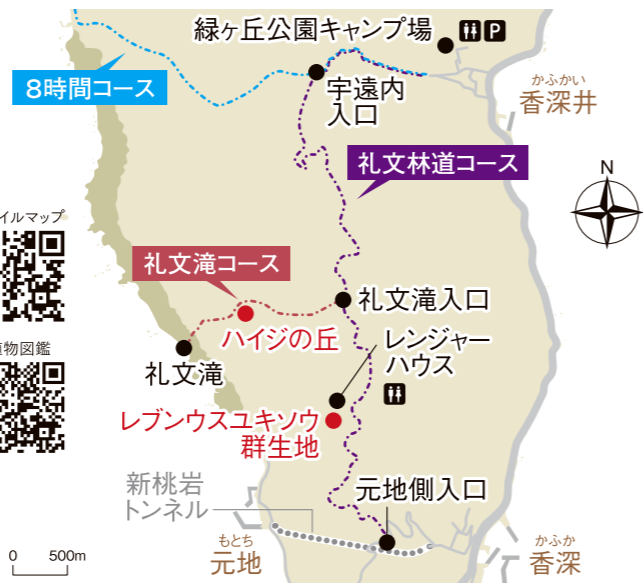 緑ヶ丘公園キャンプ場
P
8時間コース
宇遠内
入口
かふかい
香深井
礼文林道コース
N
イルマップ
礼文滝コース
礼文滝入口
ハイジの丘
レンジャー
ハウス
礼文滝
植物図鑑
レブンウスユキソウ
群生地
新桃岩
トンネル
元地側入口
もとち
元地
かふか
香深
0 500m